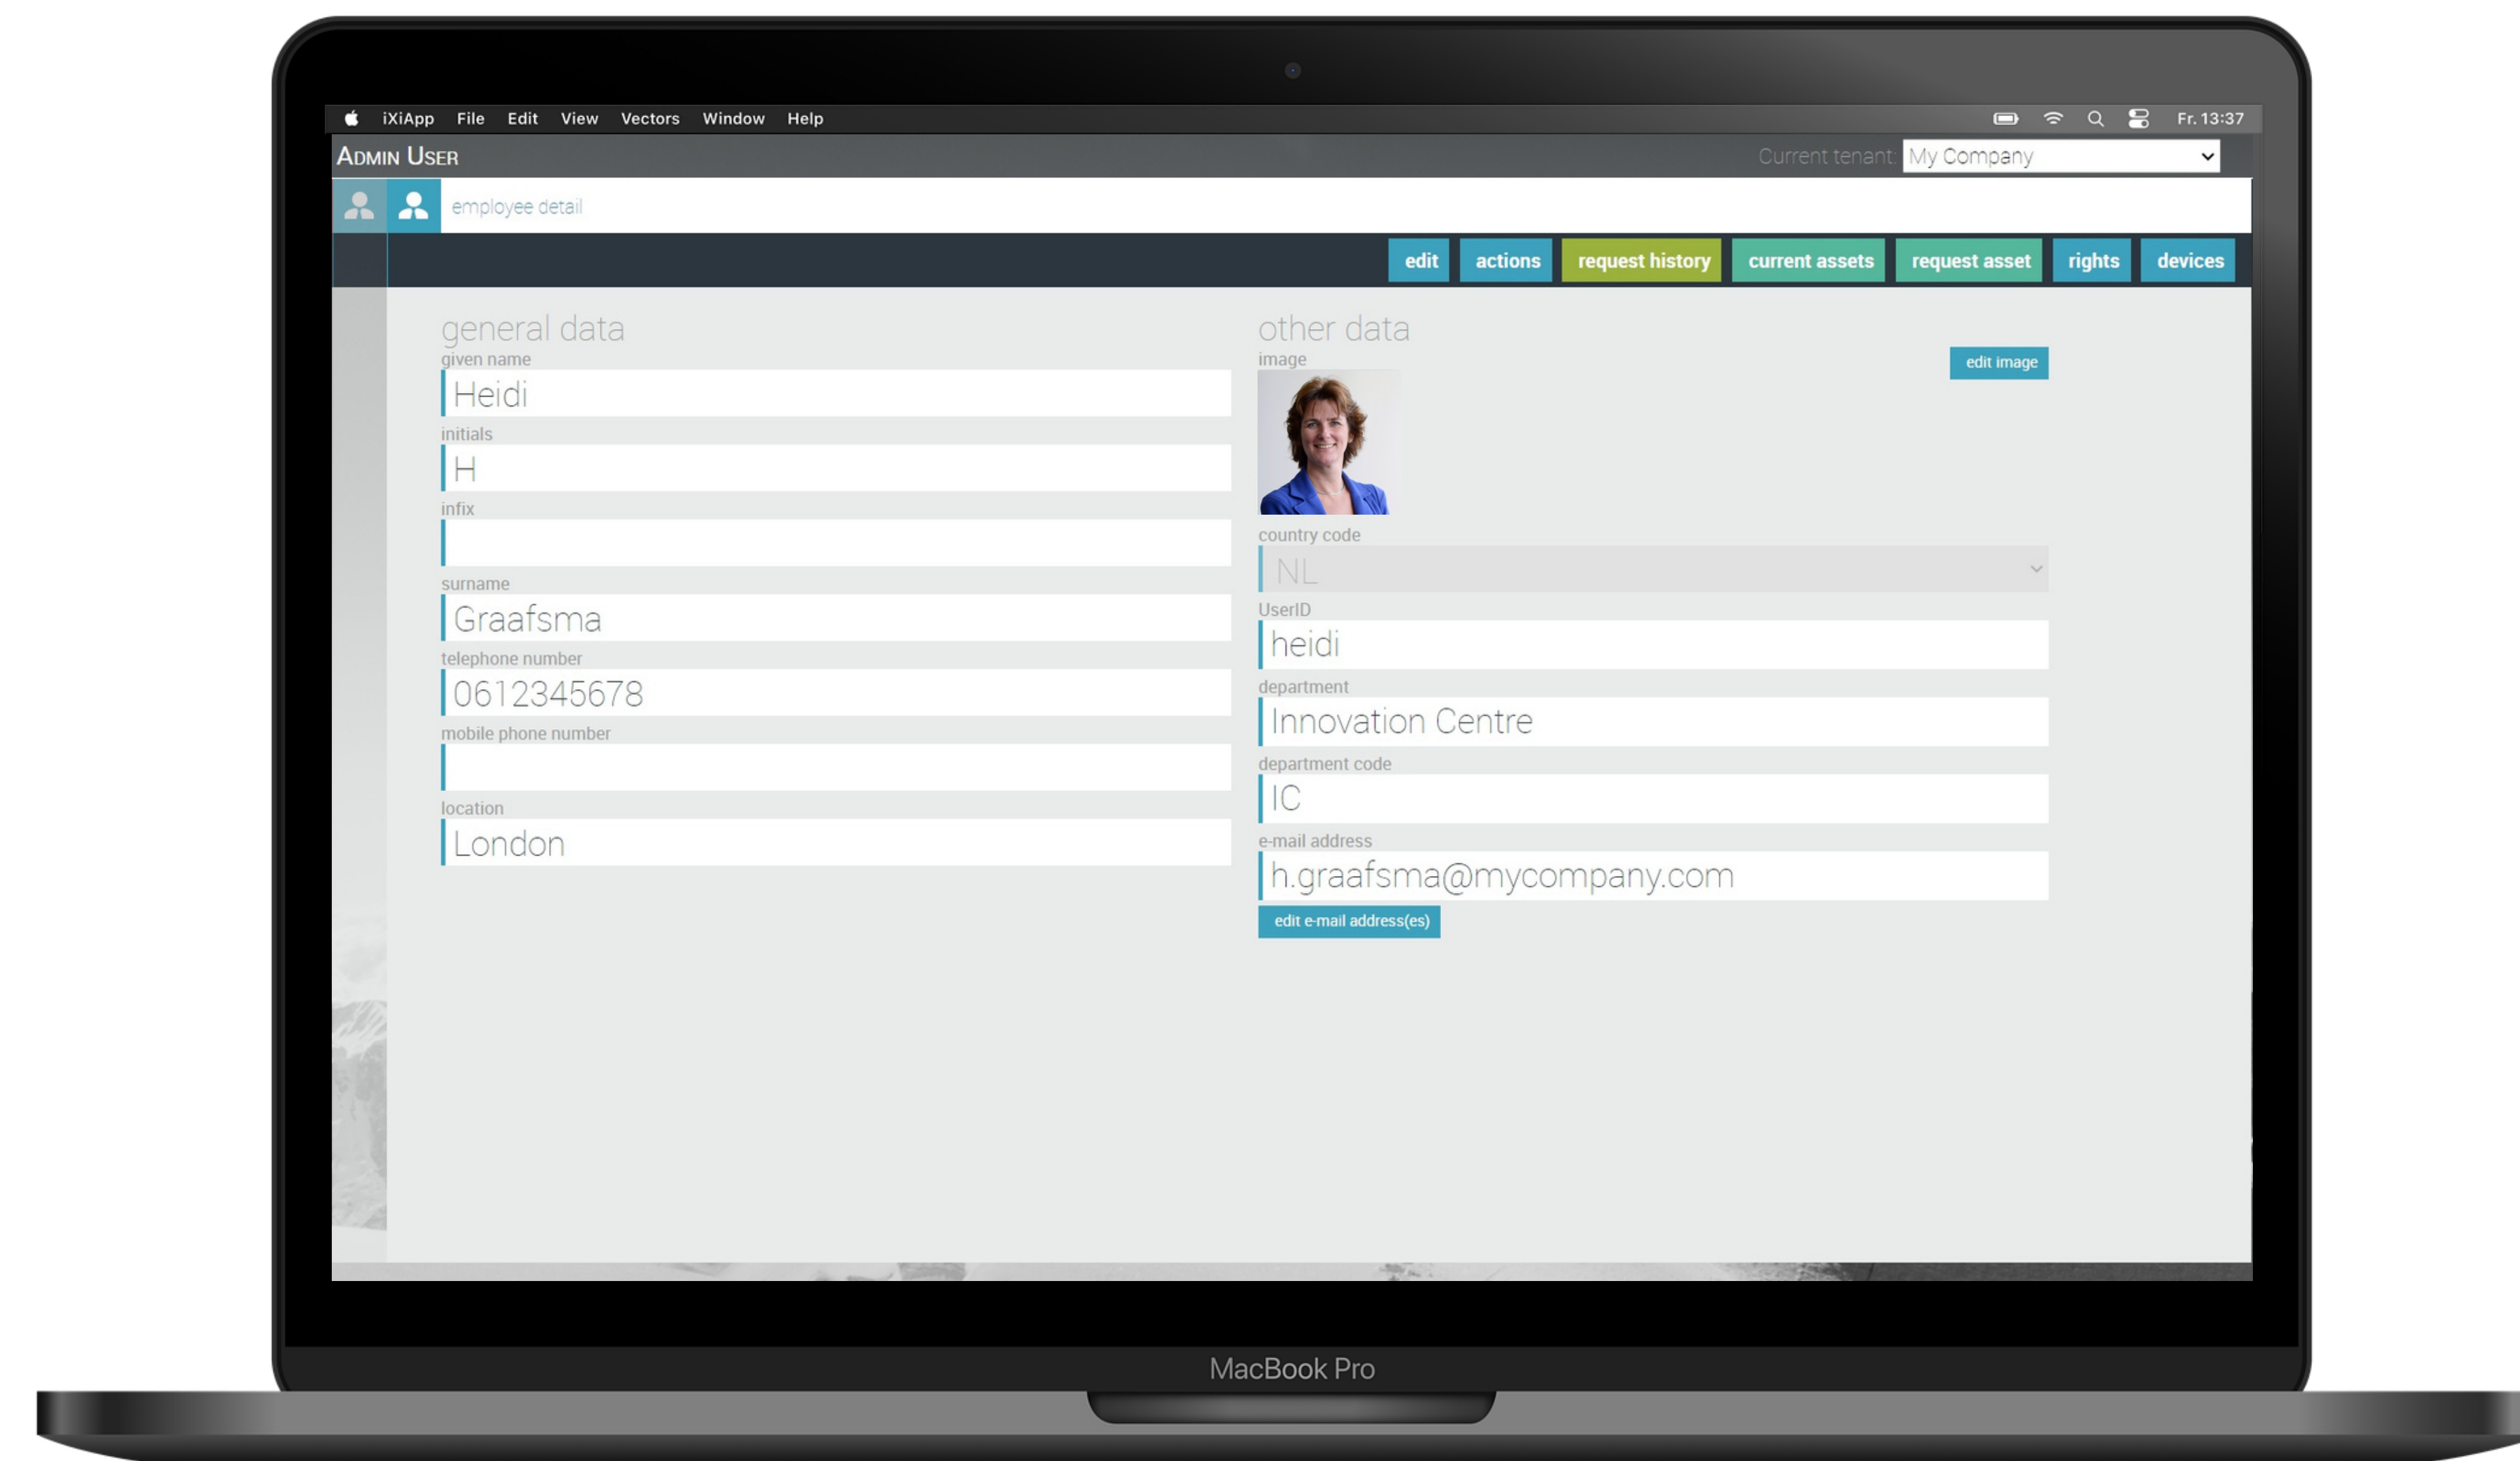 iXiApp File Edit View Vectors Window Help Fr. 13:37
ADMIN USER Current tenant: My Company
employee detail
edit actions request history current assets request asset rights devices
general data
given name
Heidi
initials
H
infix
surname
Graafsma
telephone number
0612345678
mobile phone number
location
London
other data
image
edit image
country code
NL
UserID
heidi
department
Innovation Centre
department code
IC
e-mail address
h.graafsma@mycompany.com
edit e-mail address(es)
MacBook Pro